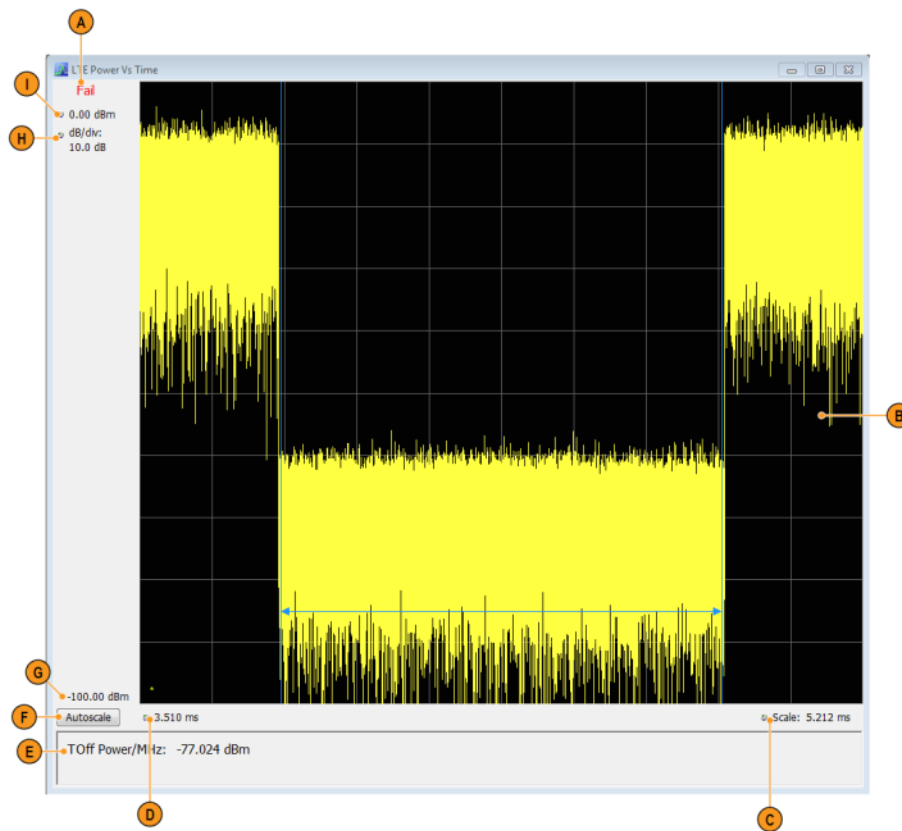 A
LTE Power Vs Time
Fail
I
0.00 dBm
H
dB/div:
10.0 dB
B
G
-100.00 dBm
F
Autoscale
3.510 ms
Scale: 5.212 ms
E
TOff Power/MHz: -77.024 dBm
D
C